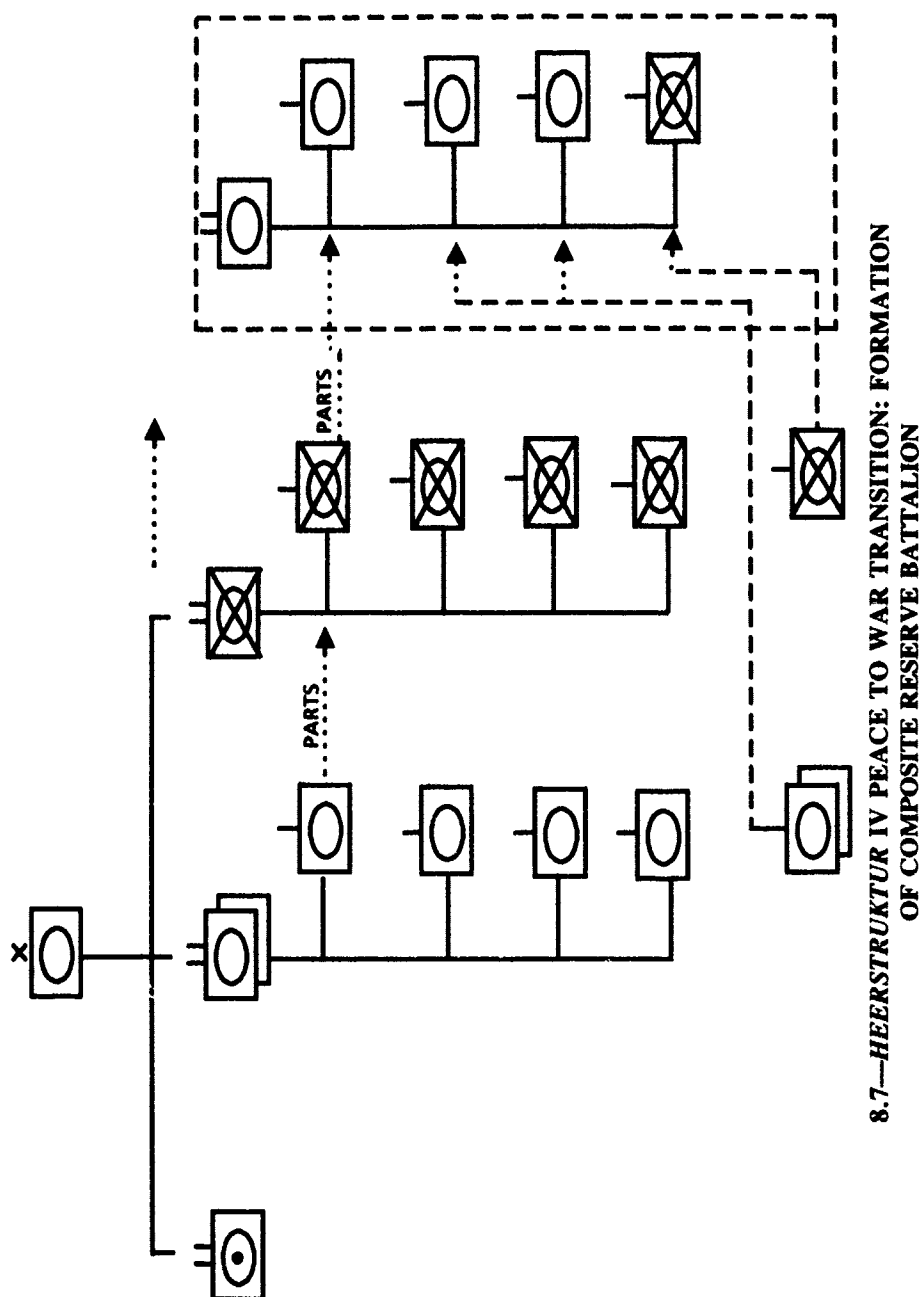 PARTS
PARTS
8.7—HEERSTRUKTUR IV PEACE TO WAR TRANSITION: FORMATION
OF COMPOSITE RESERVE BATTALION